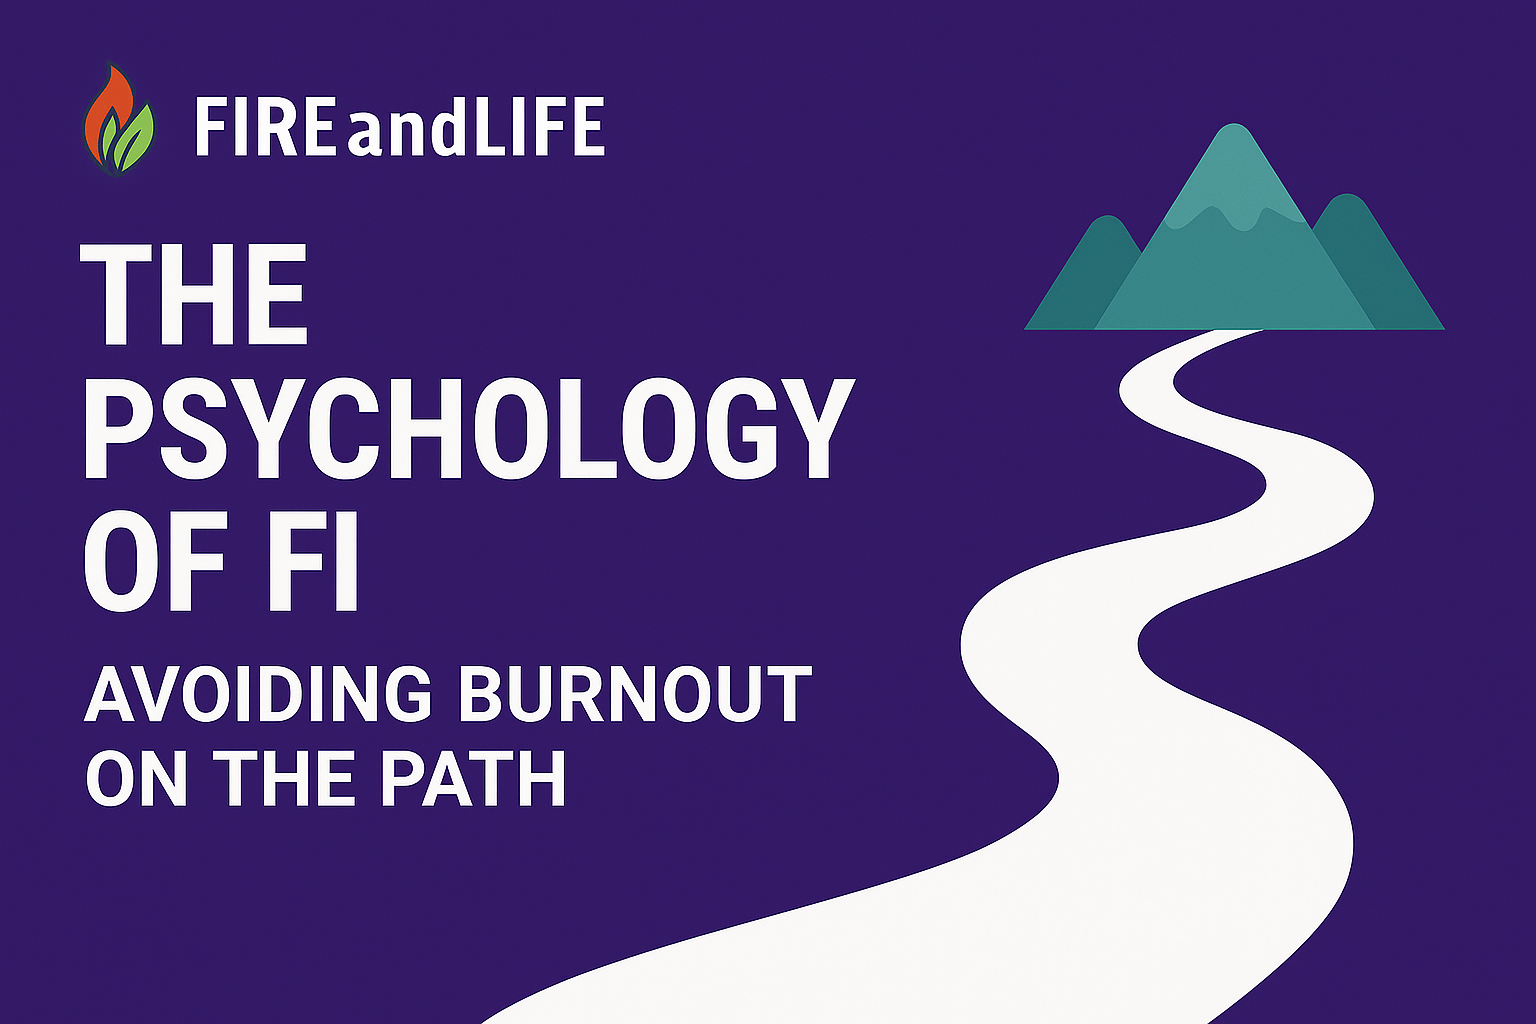 FIREandLIFE
THE
PSYCHOLOGY
OF FI
AVOIDING BURNOUT
ON THE PATH